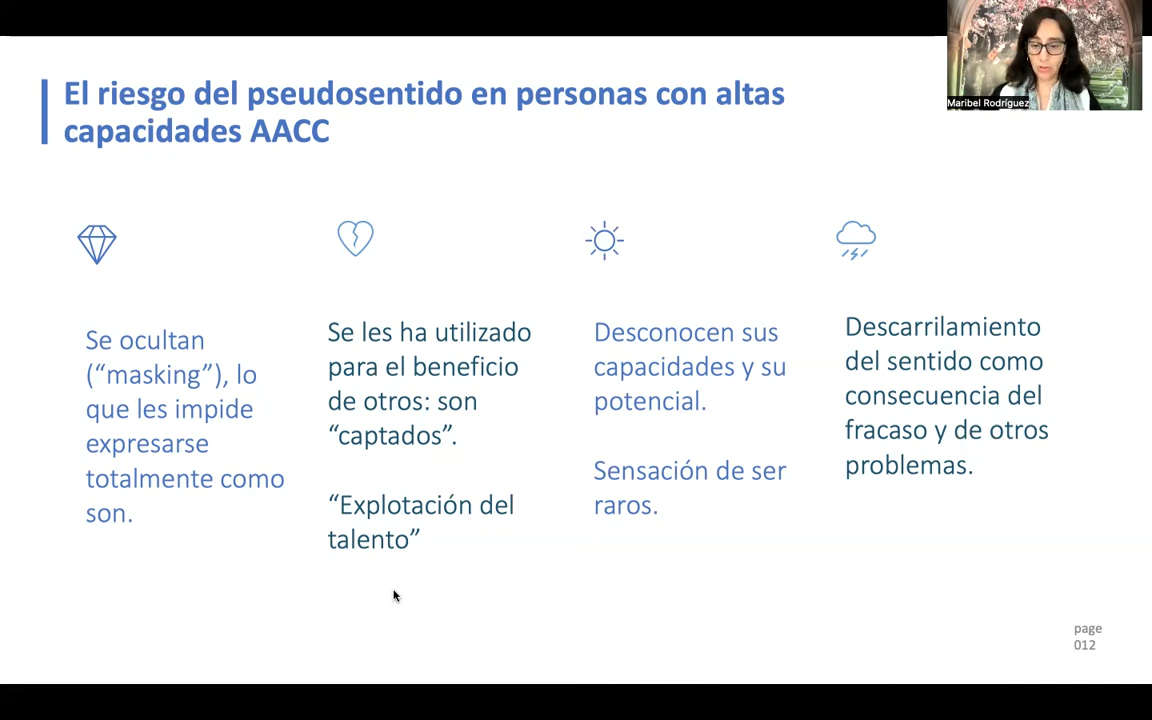 El riesgo del pseudosentido en personas con altas
capacidades AACC
Maribel Rodríguez
Se ocultan
(“masking”), lo
que les impide
expresarse
totalmente como
son.
Se les ha utilizado
para el beneficio
de otros: son
“captados”.
“Explotación del
talento”
Desconocen sus
capacidades y su
potencial.
Sensación de ser
raros.
Descarrilamiento
del sentido como
consecuencia del
fracaso y de otros
problemas.
page
012